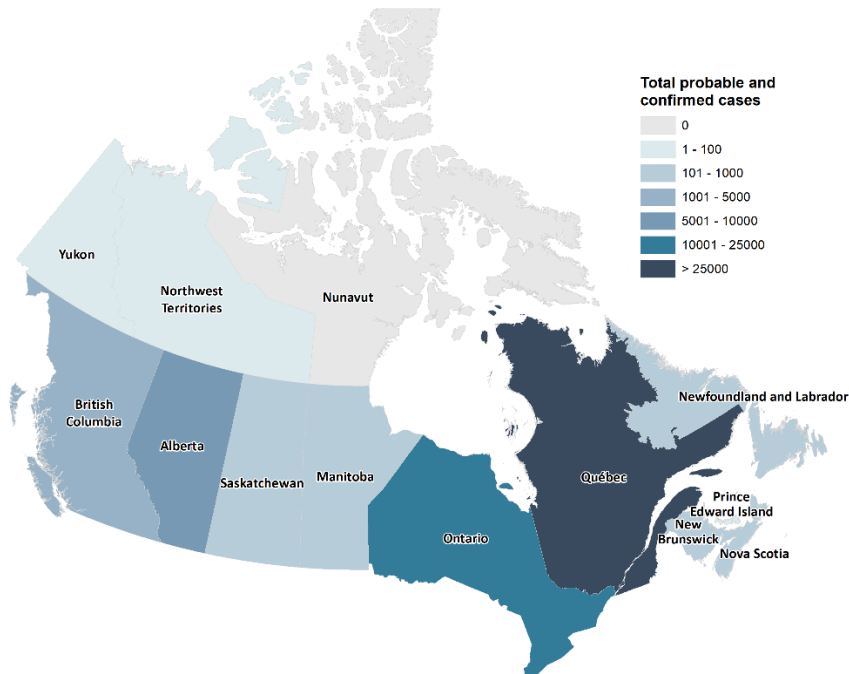 Total probable and
confirmed cases
0
1 - 100
101 - 1000
1001 - 5000
5001 - 10000
10001 - 25000
> 25000
Yukon
Northwest
Territories
Nunavut
British
Columbia
Alberta
Saskatchewan
Manitoba
Ontario
Québec
Newfoundland and Labrador
Prince
Edward Island
New
Brunswick
Nova Scotia